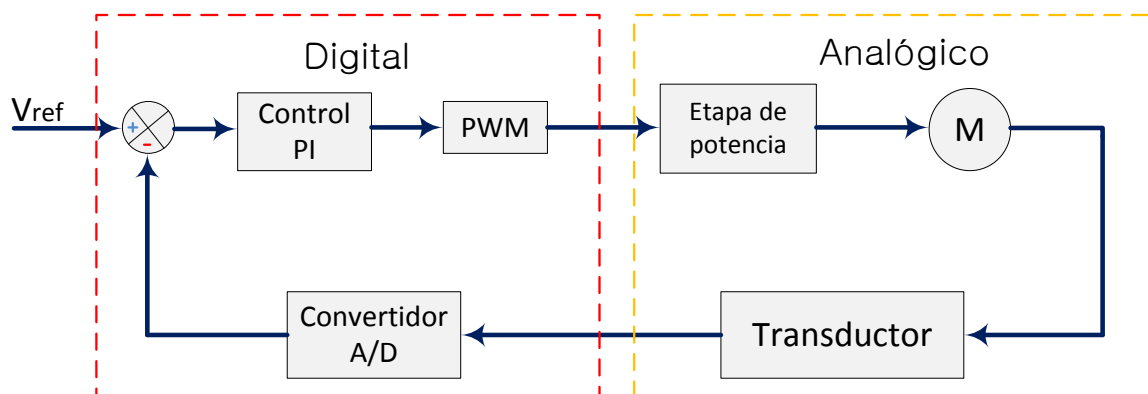 Digital
Analógico
Vref
+
-
Control
PI
PWM
Etapa de
potencia
M
Convertidor
A/D
Transductor